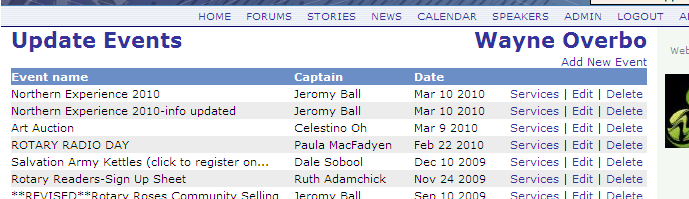 HOME FORUMS STORIES NEWS CALENDAR SPEAKERS ADMIN LOGOUT
Update Events Wayne Overbo
Add New Event
Event name Captain Date
Northern Experience 2010 Jeromy Ball Mar 10 2010 Services | Edit | Delete
Northern Experience 2010-info updated Jeromy Ball Mar 10 2010 Services | Edit | Delete
Art Auction Celestino Oh Mar 9 2010 Services | Edit | Delete
ROTARY RADIO DAY Paula MacFadyen Feb 22 2010 Services | Edit | Delete
Salvation Army Kettles (click to register on... Dale Sobool Dec 10 2009 Services | Edit | Delete
Rotary Readers-Sign Up Sheet Ruth Adamchick Nov 24 2009 Services | Edit | Delete
**REVISED**Rotary Roses Community Selling Jeromy Ball Sep 10 2009 Services | Edit | Delete
Web